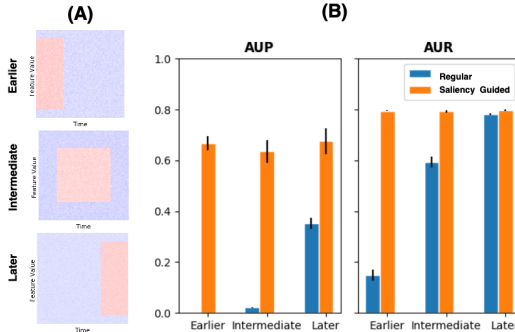 (A)
Earlier
Feature Value
Time
Intermediate
Feature Value
Time
Later
Feature Value
Time
(B)
AUP
1.0
0.8
0.6
0.4
0.2
0.0
Earlier Intermediate Later
AUR
Regular
Saliency Guided
Earlier Intermediate Late